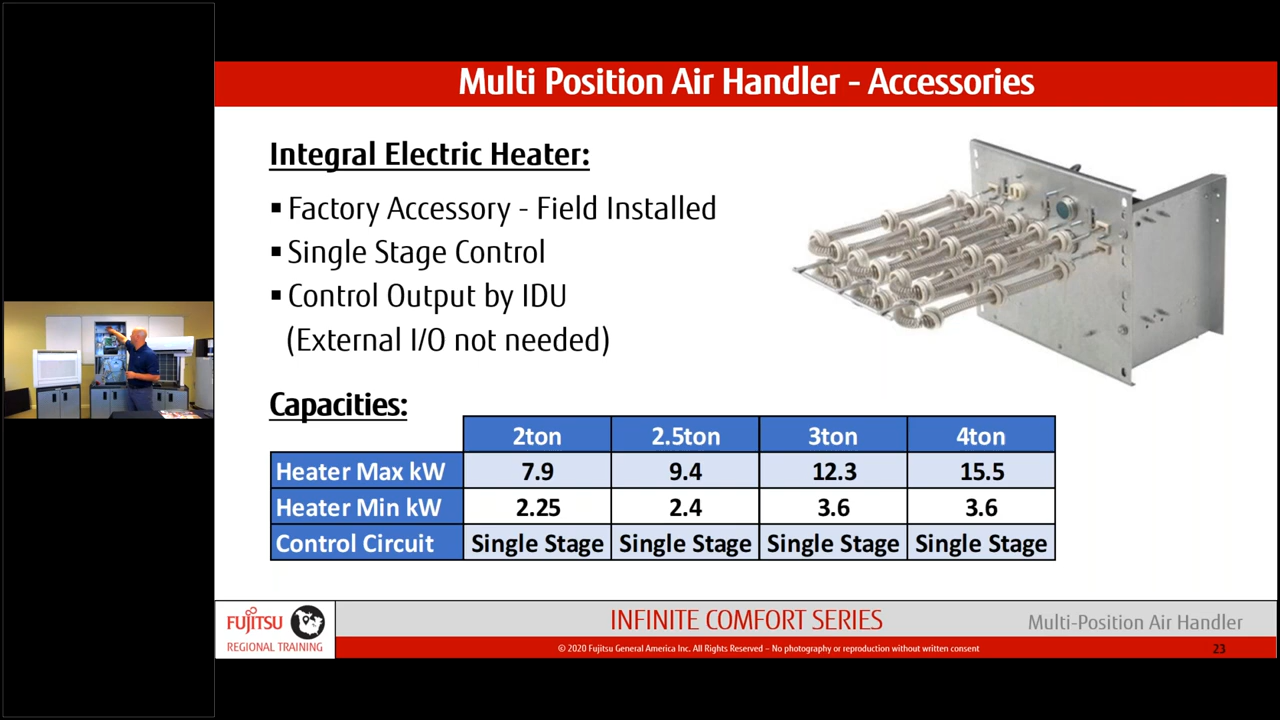 Multi Position Air Handler - Accessories
Integral Electric Heater:
▪ Factory Accessory - Field Installed
▪ Single Stage Control
▪ Control Output by IDU
(External I/O not needed)
Capacities:
2ton 2.5ton 3ton 4ton
Heater Max kW 7.9 9.4 12.3 15.5
Heater Min kW 2.25 2.4 3.6 3.6
Control Circuit Single Stage Single Stage Single Stage Single Stage
FUJITSU
REGIONAL TRAINING
INFINITE COMFORT SERIES
Multi-Position Air Handler
© 2020 Fujitsu General America Inc. All Rights Reserved – No photography or reproduction without written consent
23